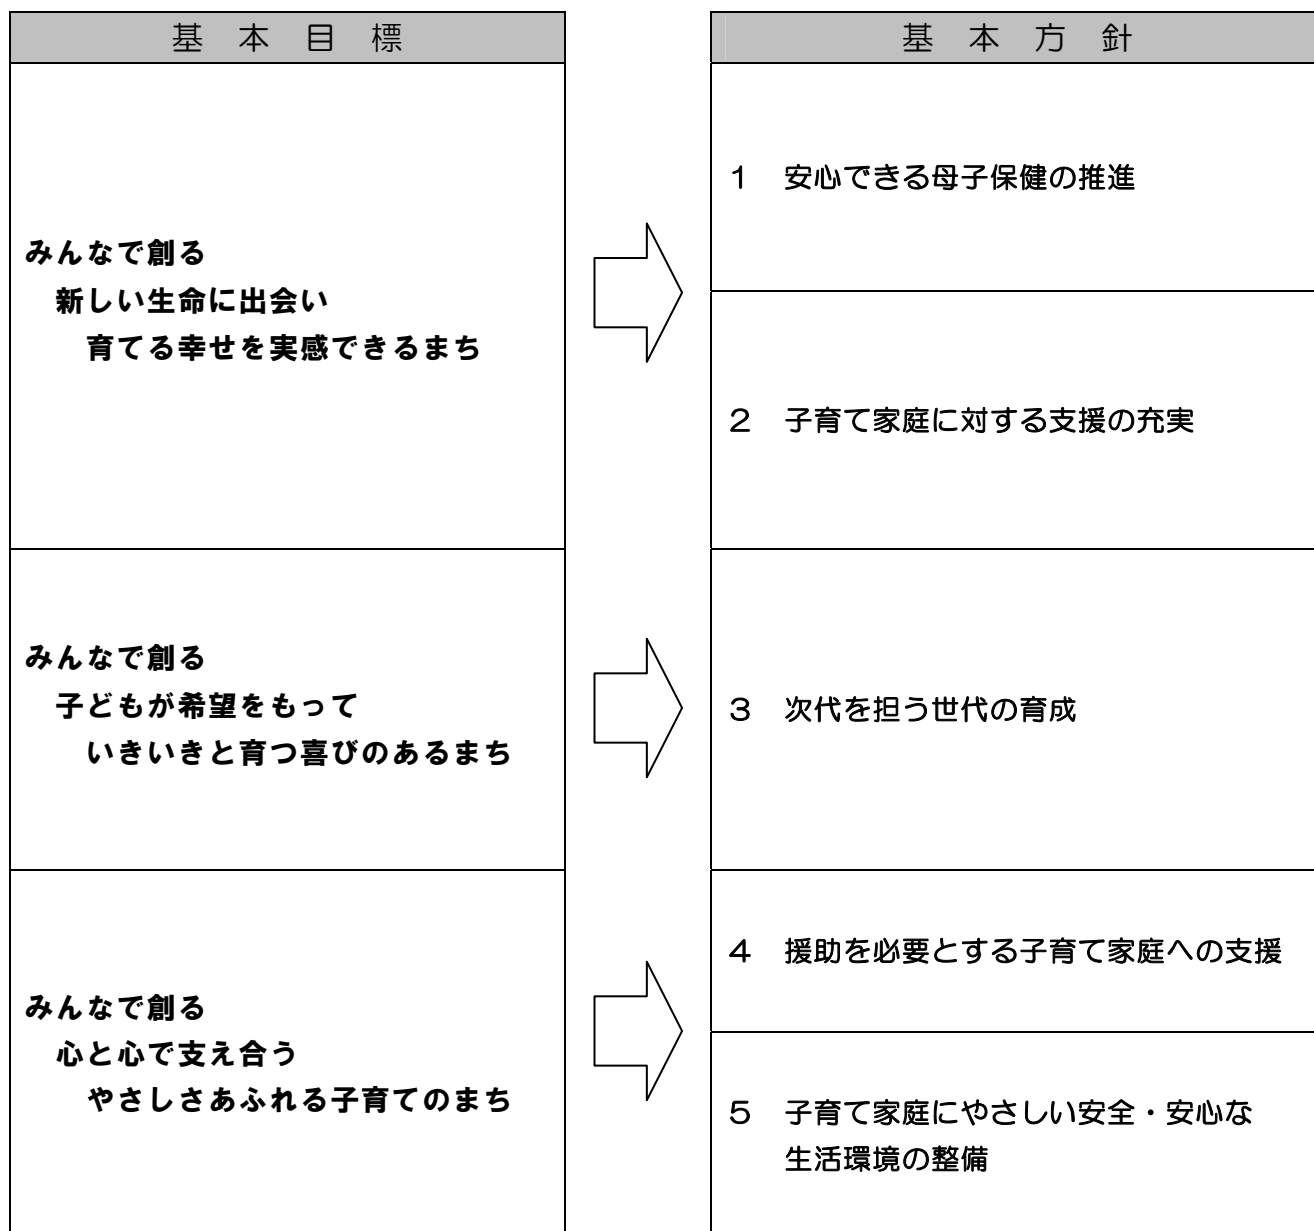 基　本　目　標
みんなで創る
新しい生命に出会い
育てる幸せを実感できるまち
みんなで創る
子どもが希望をもって
いきいきと育つ喜びのあるまち
みんなで創る
心と心で支え合う
やさしさあふれる子育てのまち
基　本　方　針
１　安心できる母子保健の推進
２　子育て家庭に対する支援の充実
３　次代を担う世代の育成
４　援助を必要とする子育て家庭への支援
５　子育て家庭にやさしい安全・安心な
生活環境の整備